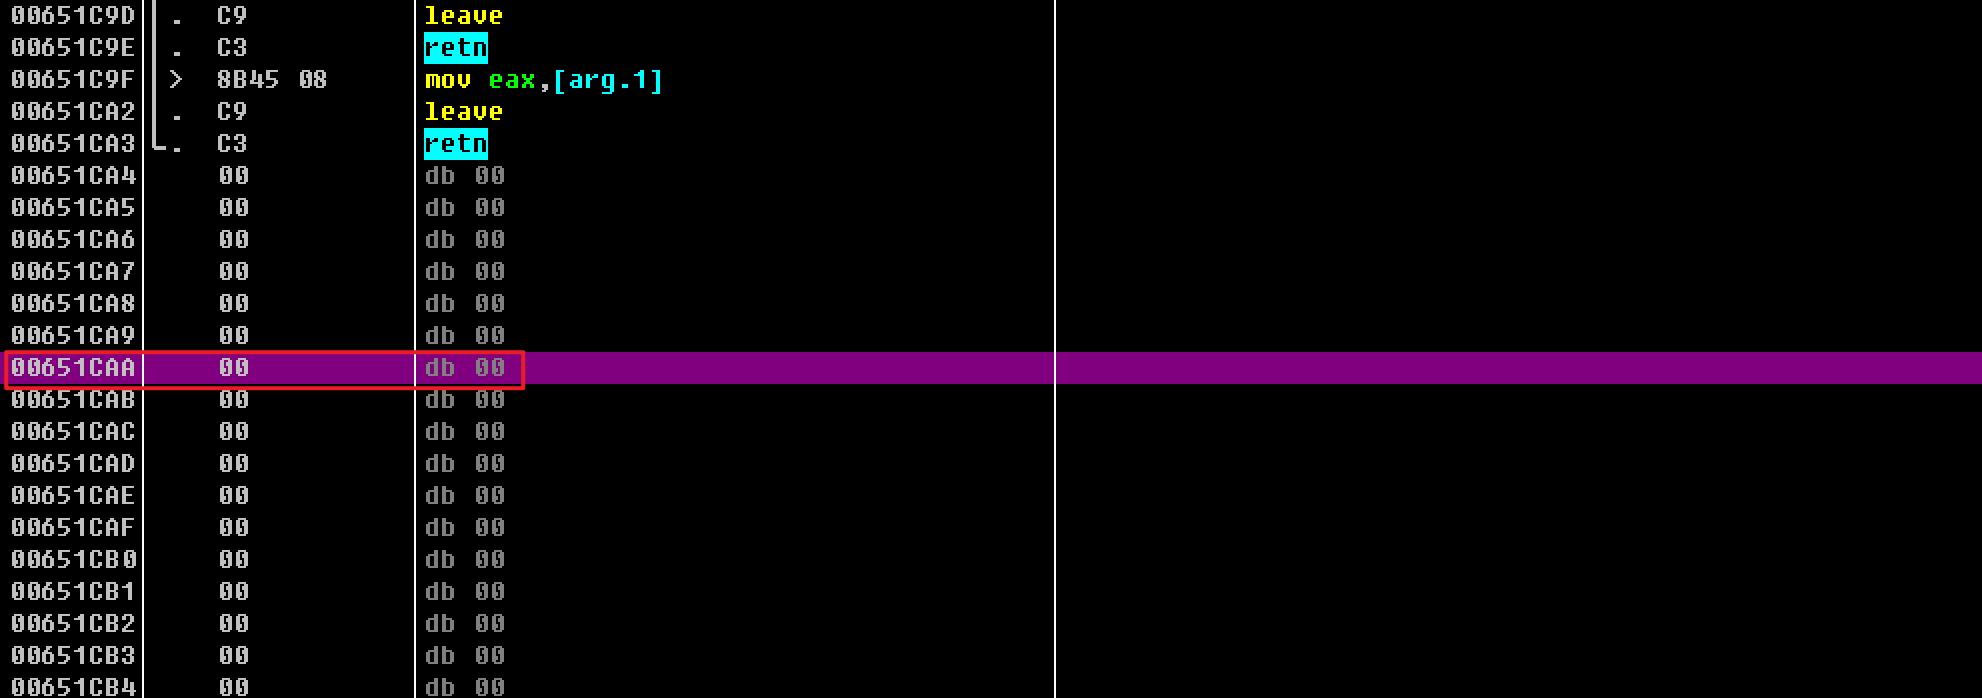 00651C9D . C9 leave
00651C9E . C3 retn
00651C9F > 8B45 08 mov eax,[arg.1]
00651CA2 . C9 leave
00651CA3 . C3 retn
00651CA4 00 db 00
00651CA5 00 db 00
00651CA6 00 db 00
00651CA7 00 db 00
00651CA8 00 db 00
00651CA9 00 db 00
00651CAA 00 db 00
00651CAB 00 db 00
00651CAC 00 db 00
00651CAD 00 db 00
00651CAE 00 db 00
00651CAF 00 db 00
00651CB0 00 db 00
00651CB1 00 db 00
00651CB2 00 db 00
00651CB3 00 db 00
00651CB4 00 db 00